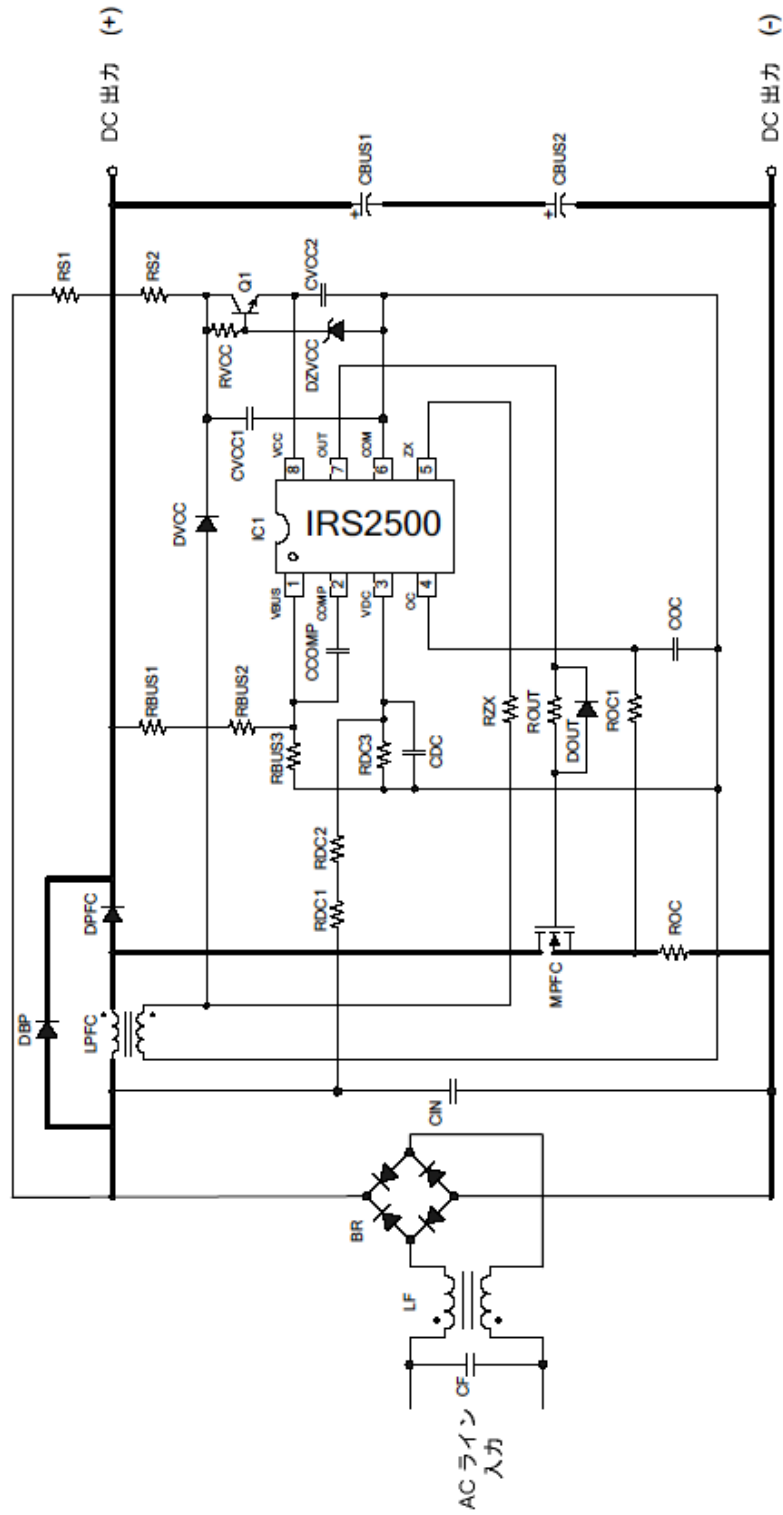 DC 出力 (+)
DC 出力 (-)
CBUS1
CBUS2
RS1
RS2
Q1
CVCC2
RVCC
DZVCC
CVCC1
DVCC
VCC
OUT
COM
ZX
8
7
6
5
IC1
IRS2500
1
2
3
4
VBUS
COMP
VDC
OC
CCOMP
COC
RBUS1
RBUS2
RBUS3
RDC3
CDC
RZX
ROUT
DOUT
ROC1
RDC2
RDC1
DPFC
DBP
LPFC
MPFC
ROC
CIN
BR
LF
CF
AC ライン
入力